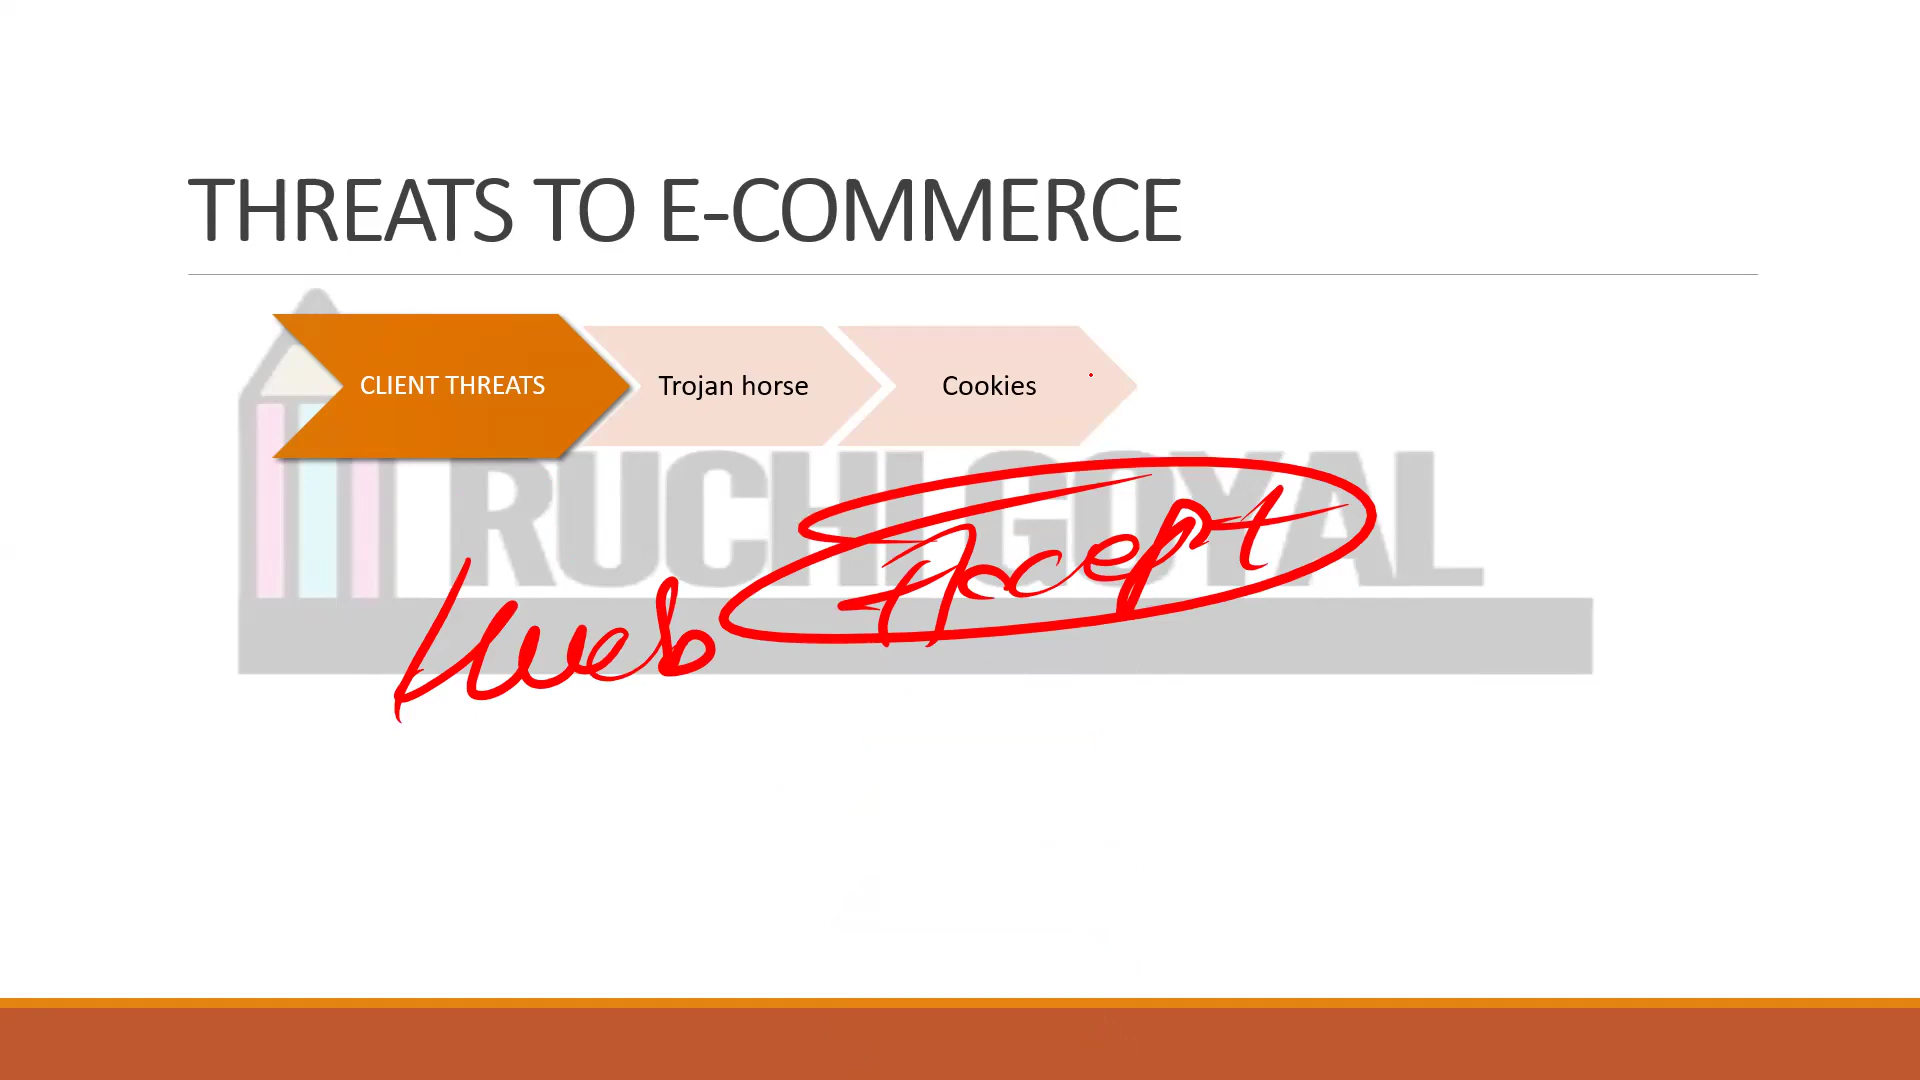 THREATS TO E-COMMERCE
CLIENT THREATS Trojan horse Cookies
RUCHI GOYAL
Accept
web